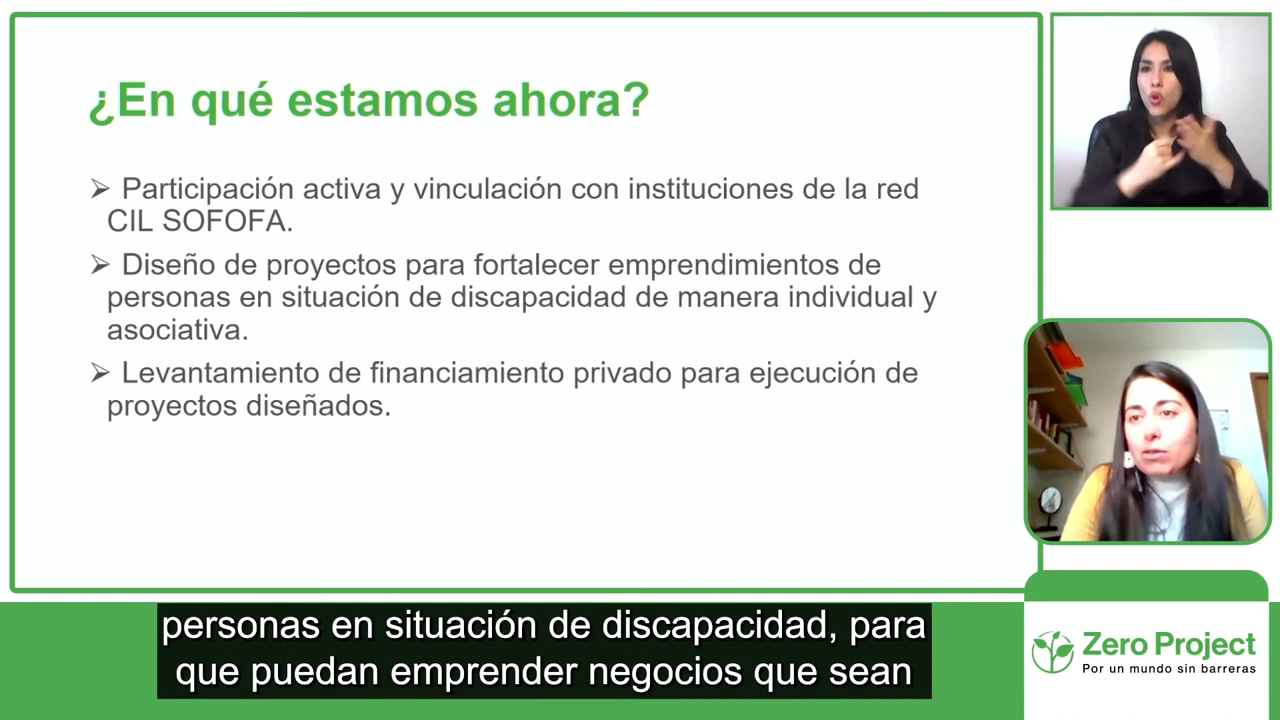 ¿En qué estamos ahora?
➢ Participación activa y vinculación con instituciones de la red
CIL SOFOFA.
➢ Diseño de proyectos para fortalecer emprendimientos de
personas en situación de discapacidad de manera individual y
asociativa.
➢ Levantamiento de financiamiento privado para ejecución de
proyectos diseñados.
personas en situación de discapacidad, para
que puedan emprender negocios que sean
Zero Project
Por un mundo sin barreras